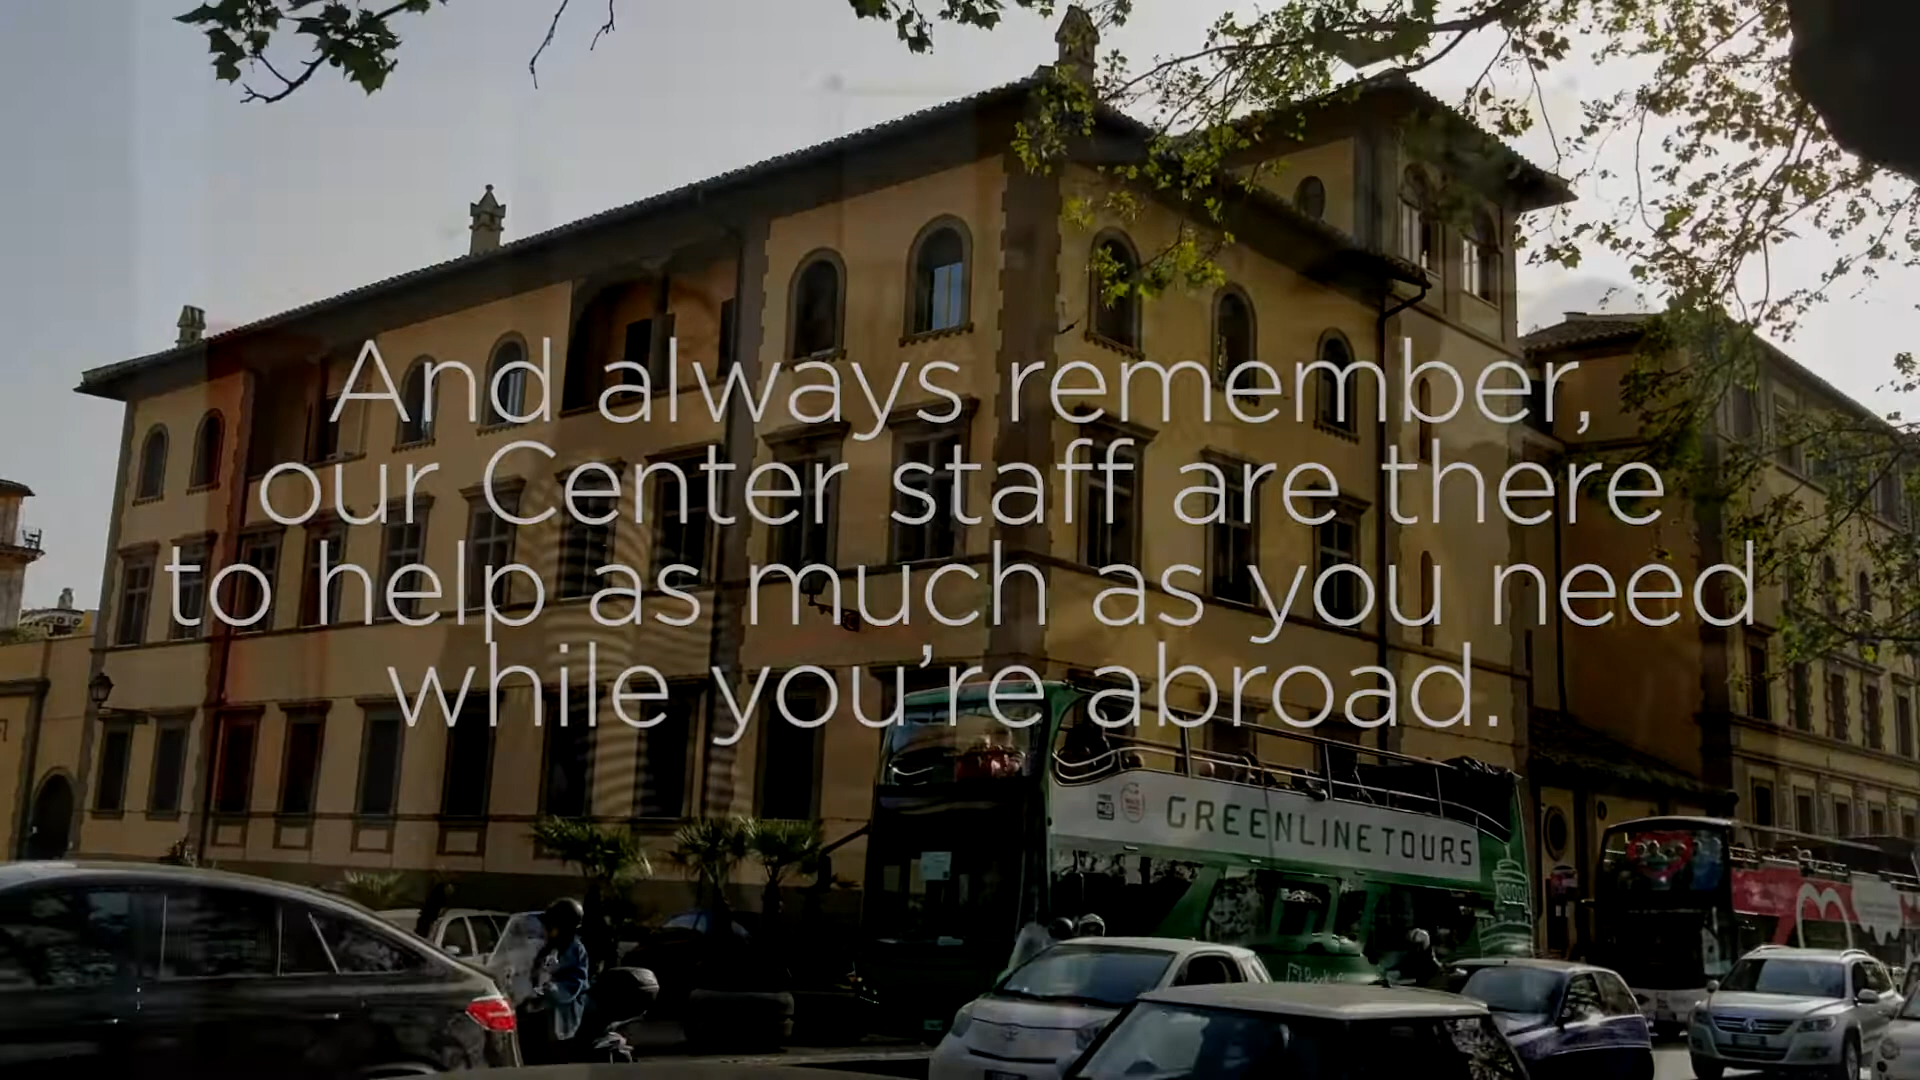 And always remember,
our Center staff are there
to help as much as you need
while you're abroad.
GREENLINE TOURS